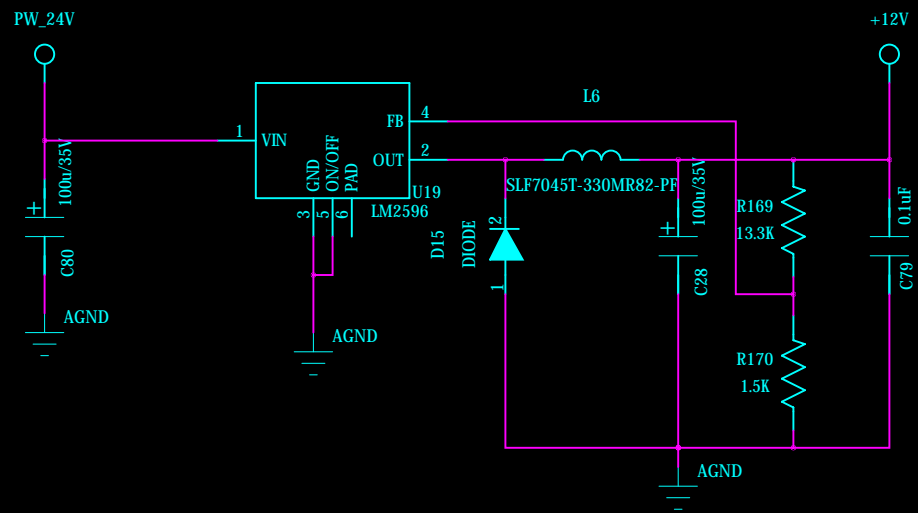 PW_24V
+12V
L6
1
VIN
FB
4
OUT
2
GND
ON/OFF
PAD
3
5
6
U19
LM2596
100u/35V
+
C80
AGND
AGND
SLF7045T-330MR82-PF
D15
DIODE
2
1
100u/35V
+
C28
R169
13.3K
0.1uF
C79
R170
1.5K
AGND